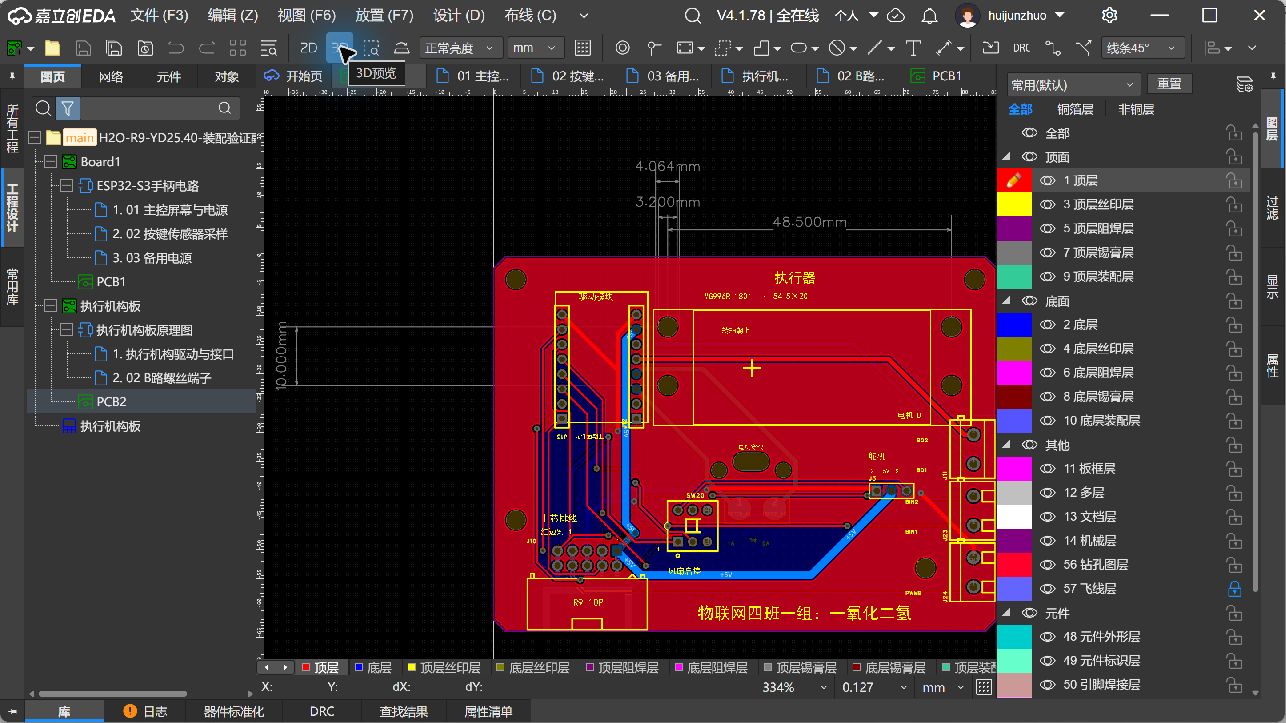 嘉立创EDA 文件 (F3) 编辑 (Z) 视图 (F6) 放置 (F7) 设计 (D) 布线 (C) V4.1.78 | 全在线 个人 huijunzhuo
2D 3D 正常亮度 mm DRC 线条45°
3D预览
图页 网络 元件 对象 开始页 01 主控... 02 按键... 03 备用... 执行机... 02 B路... PCB1 常用(默认) 重置
全部 铜箔层 非铜层
所有工程
工程设计
常用库
main H2O-R9-YD25.40-装配验证
Board1
ESP32-S3手柄电路
1. 01 主控屏幕与电源
2. 02 按键传感器采样
3. 03 备用电源
PCB1
执行机构板
执行机构板原理图
1. 执行机构驱动与接口
2. 02 B路螺丝端子
PCB2
执行机构板
4.064mm
3.200mm
48.500mm
10.000mm
执行器
电机
SW20
J3
J10
+5V
R9 10P
J23
J24
物联网四班一组：一氧化二氢
全部
顶面
1 顶层
3 顶层丝印层
5 顶层阻焊层
7 顶层锡膏层
9 顶层装配层
底面
2 底层
4 底层丝印层
6 底层阻焊层
8 底层锡膏层
10 底层装配层
其他
11 板框层
12 多层
13 文档层
14 机械层
56 钻孔图层
57 飞线层
元件
48 元件外形层
49 元件标识层
50 引脚焊接层
图层
过滤
显示
属性
顶层 底层 顶层丝印层 底层丝印层 顶层阻焊层 底层阻焊层 顶层锡膏层 底层锡膏层 顶层装
X: Y: dX: dY: 334% 0.127 mm
库 日志 器件标准化 DRC 查找结果 属性清单